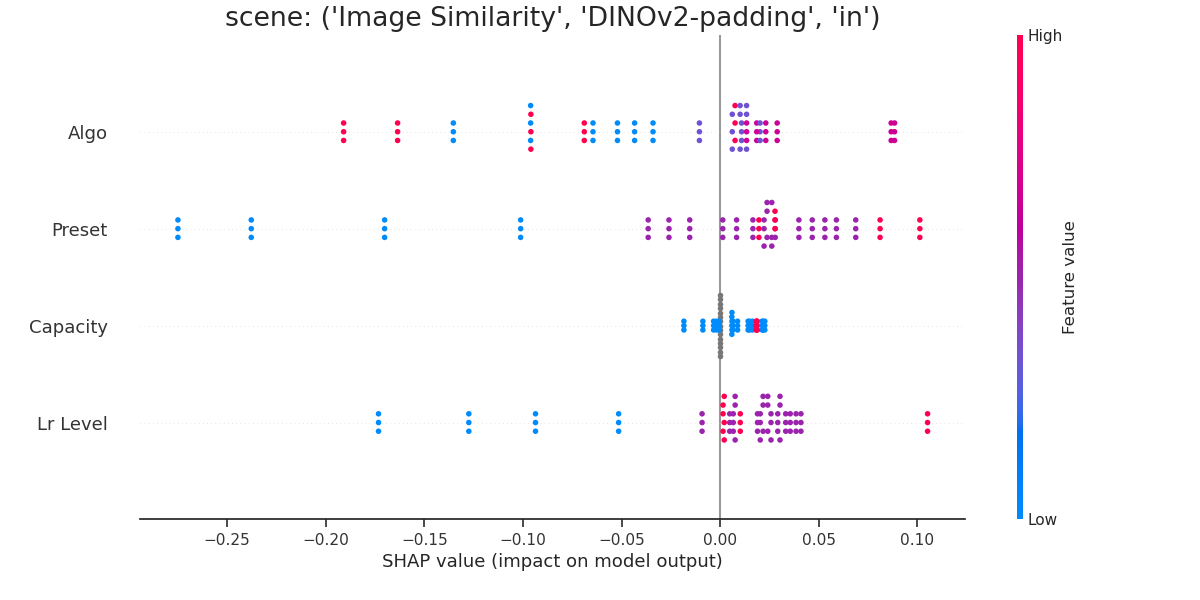 scene: ('Image Similarity', 'DINOv2-padding', 'in')
High
Algo
Preset
Capacity
Lr Level
Feature value
Low
−0.25
−0.20
−0.15
−0.10
−0.05
0.00
0.05
0.10
SHAP value (impact on model output)